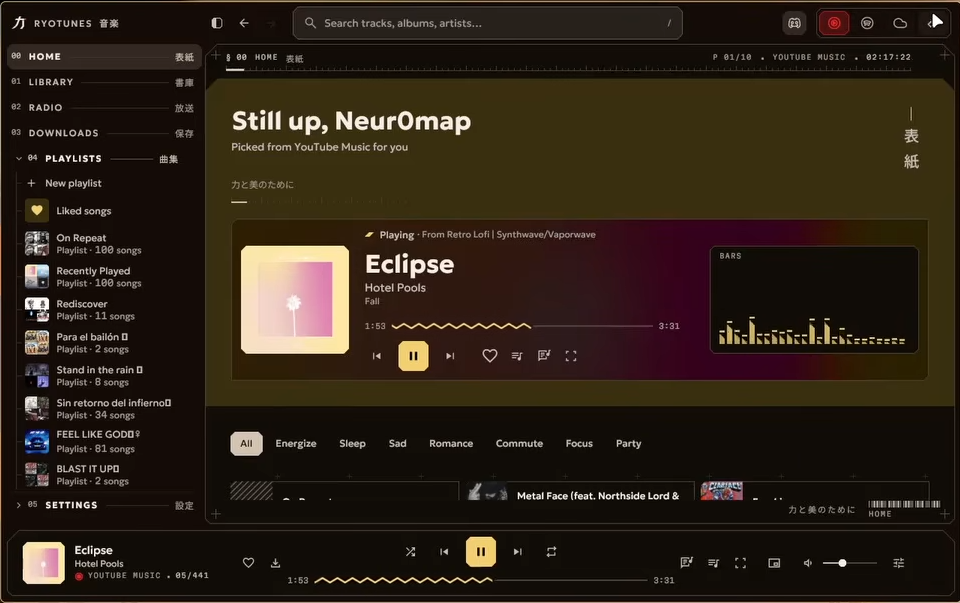 RYOTUNES 音楽
Search tracks, albums, artists...
/
00 HOME 表紙
01 LIBRARY 書庫
02 RADIO 放送
03 DOWNLOADS 保存
04 PLAYLISTS 曲集
New playlist
Liked songs
On Repeat
Playlist · 100 songs
Recently Played
Playlist · 100 songs
Rediscover
Playlist · 11 songs
Para el bailón
Playlist · 2 songs
Stand in the rain
Playlist · 8 songs
Sin retorno del infierno
Playlist · 34 songs
FEEL LIKE GOD
Playlist · 81 songs
BLAST IT UP
Playlist · 2 songs
05 SETTINGS 設定
§ 00 HOME 表紙
P 01/10 • YOUTUBE MUSIC • 02:17:22
Still up, Neur0map
Picked from YouTube Music for you
表紙
力と美のために
Playing · From Retro Lofi | Synthwave/Vaporwave
Eclipse
Hotel Pools
Fall
1:53 3:31
BARS
All Energize Sleep Sad Romance Commute Focus Party
Metal Face (feat. Northside Lord &
力と美のために
HOME
Eclipse
Hotel Pools
YOUTUBE MUSIC • 05/441
1:53 3:31